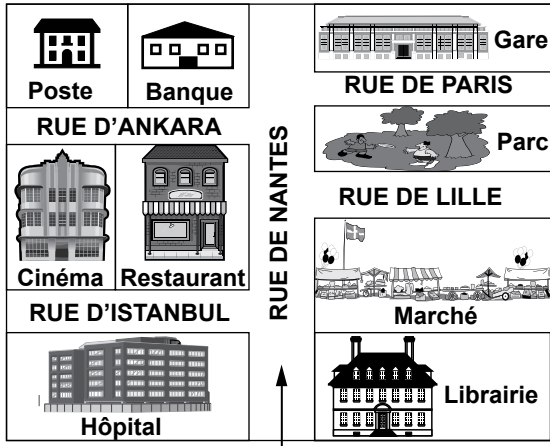 Poste
Banque
RUE D'ANKARA
Cinéma
Restaurant
RUE D'ISTANBUL
Hôpital
RUE DE NANTES
Gare
RUE DE PARIS
Parc
RUE DE LILLE
Marché
Librairie